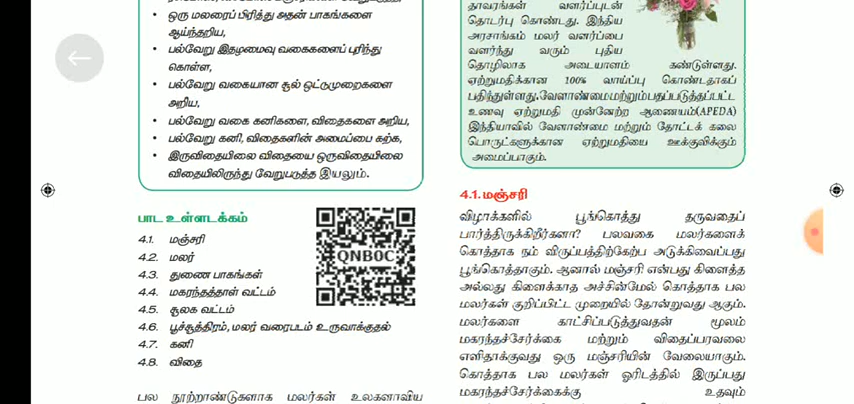 • ஒரு மலரைப் பிரித்து அதன் பாகங்களை
ஆய்ந்தறிய,
• பல்வேறு இதழமைவு வகைகளைப் புரிந்து
கொள்ள,
• பல்வேறு வகையான சூல் ஒட்டுமுறைகளை
அறிய,
• பல்வேறு வகை கனிகளை, விதைகளை அறிய,
• பல்வேறு கனி, விதைகளின் அமைப்பை கற்க,
• இருவிதையிலை விதையை ஒருவிதையிலை
விதையிலிருந்து வேறுபடுத்த இயலும்.
பாட உள்ளடக்கம்
4.1. மஞ்சரி
4.2. மலர்
4.3. துணை பாகங்கள்
4.4. மகரந்தத்தாள் வட்டம்
4.5. சூலக வட்டம்
4.6. பூச்சூத்திரம், மலர் வரைபடம் உருவாக்குதல்
4.7. கனி
4.8. விதை
QNB0C
பல நூற்றாண்டுகளாக மலர்கள் உலகளாவிய
தாவரங்கள் வளர்ப்புடன்
தொடர்பு கொண்டது. இந்திய
அரசாங்கம் மலர் வளர்ப்பை
வளர்ந்து வரும் புதிய
தொழிலாக அடையாளம் கண்டுள்ளது.
ஏற்றுமதிக்கான 100% வாய்ப்பு கொண்டதாகப்
பதிந்துள்ளது. வேளாண்மை மற்றும் பதப்படுத்தப்பட்ட
உணவு ஏற்றுமதி முன்னேற்ற ஆணையம்(APEDA)
இந்தியாவில் வேளாண்மை மற்றும் தோட்டக் கலை
பொருட்களுக்கான ஏற்றுமதியை ஊக்குவிக்கும்
அமைப்பாகும்.
4.1. மஞ்சரி
விழாக்களில் பூங்கொத்து தருவதைப்
பார்த்திருக்கிறீர்களா? பலவகை மலர்களைக்
கொத்தாக நம் விருப்பத்திற்கேற்ப அடுக்கிவைப்பது
பூங்கொத்தாகும். ஆனால் மஞ்சரி என்பது கிளைத்த
அல்லது கிளைக்காத அச்சின்மேல் கொத்தாக பல
மலர்கள் குறிப்பிட்ட முறையில் தோன்றுவது ஆகும்.
மலர்களை காட்சிப்படுத்துவதன் மூலம்
மகரந்தச்சேர்க்கை மற்றும் விதைப்பரவலை
எளிதாக்குவது ஒரு மஞ்சரியின் வேலையாகும்.
கொத்தாக பல மலர்கள் ஓரிடத்தில் இருப்பது
மகரந்தச்சேர்க்கைக்கு உதவும்